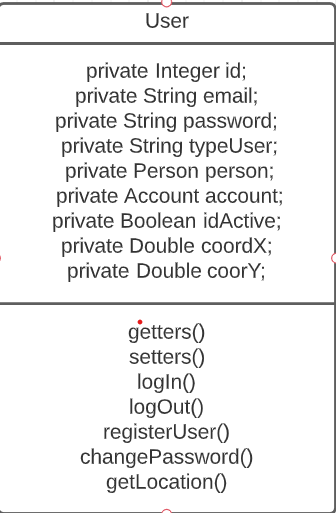 User
private Integer id;
private String email;
private String password;
private String typeUser;
private Person person;
private Account account;
private Boolean idActive;
private Double coordX;
private Double coorY;
getters()
setters()
logIn()
logOut()
registerUser()
changePassword()
getLocation()